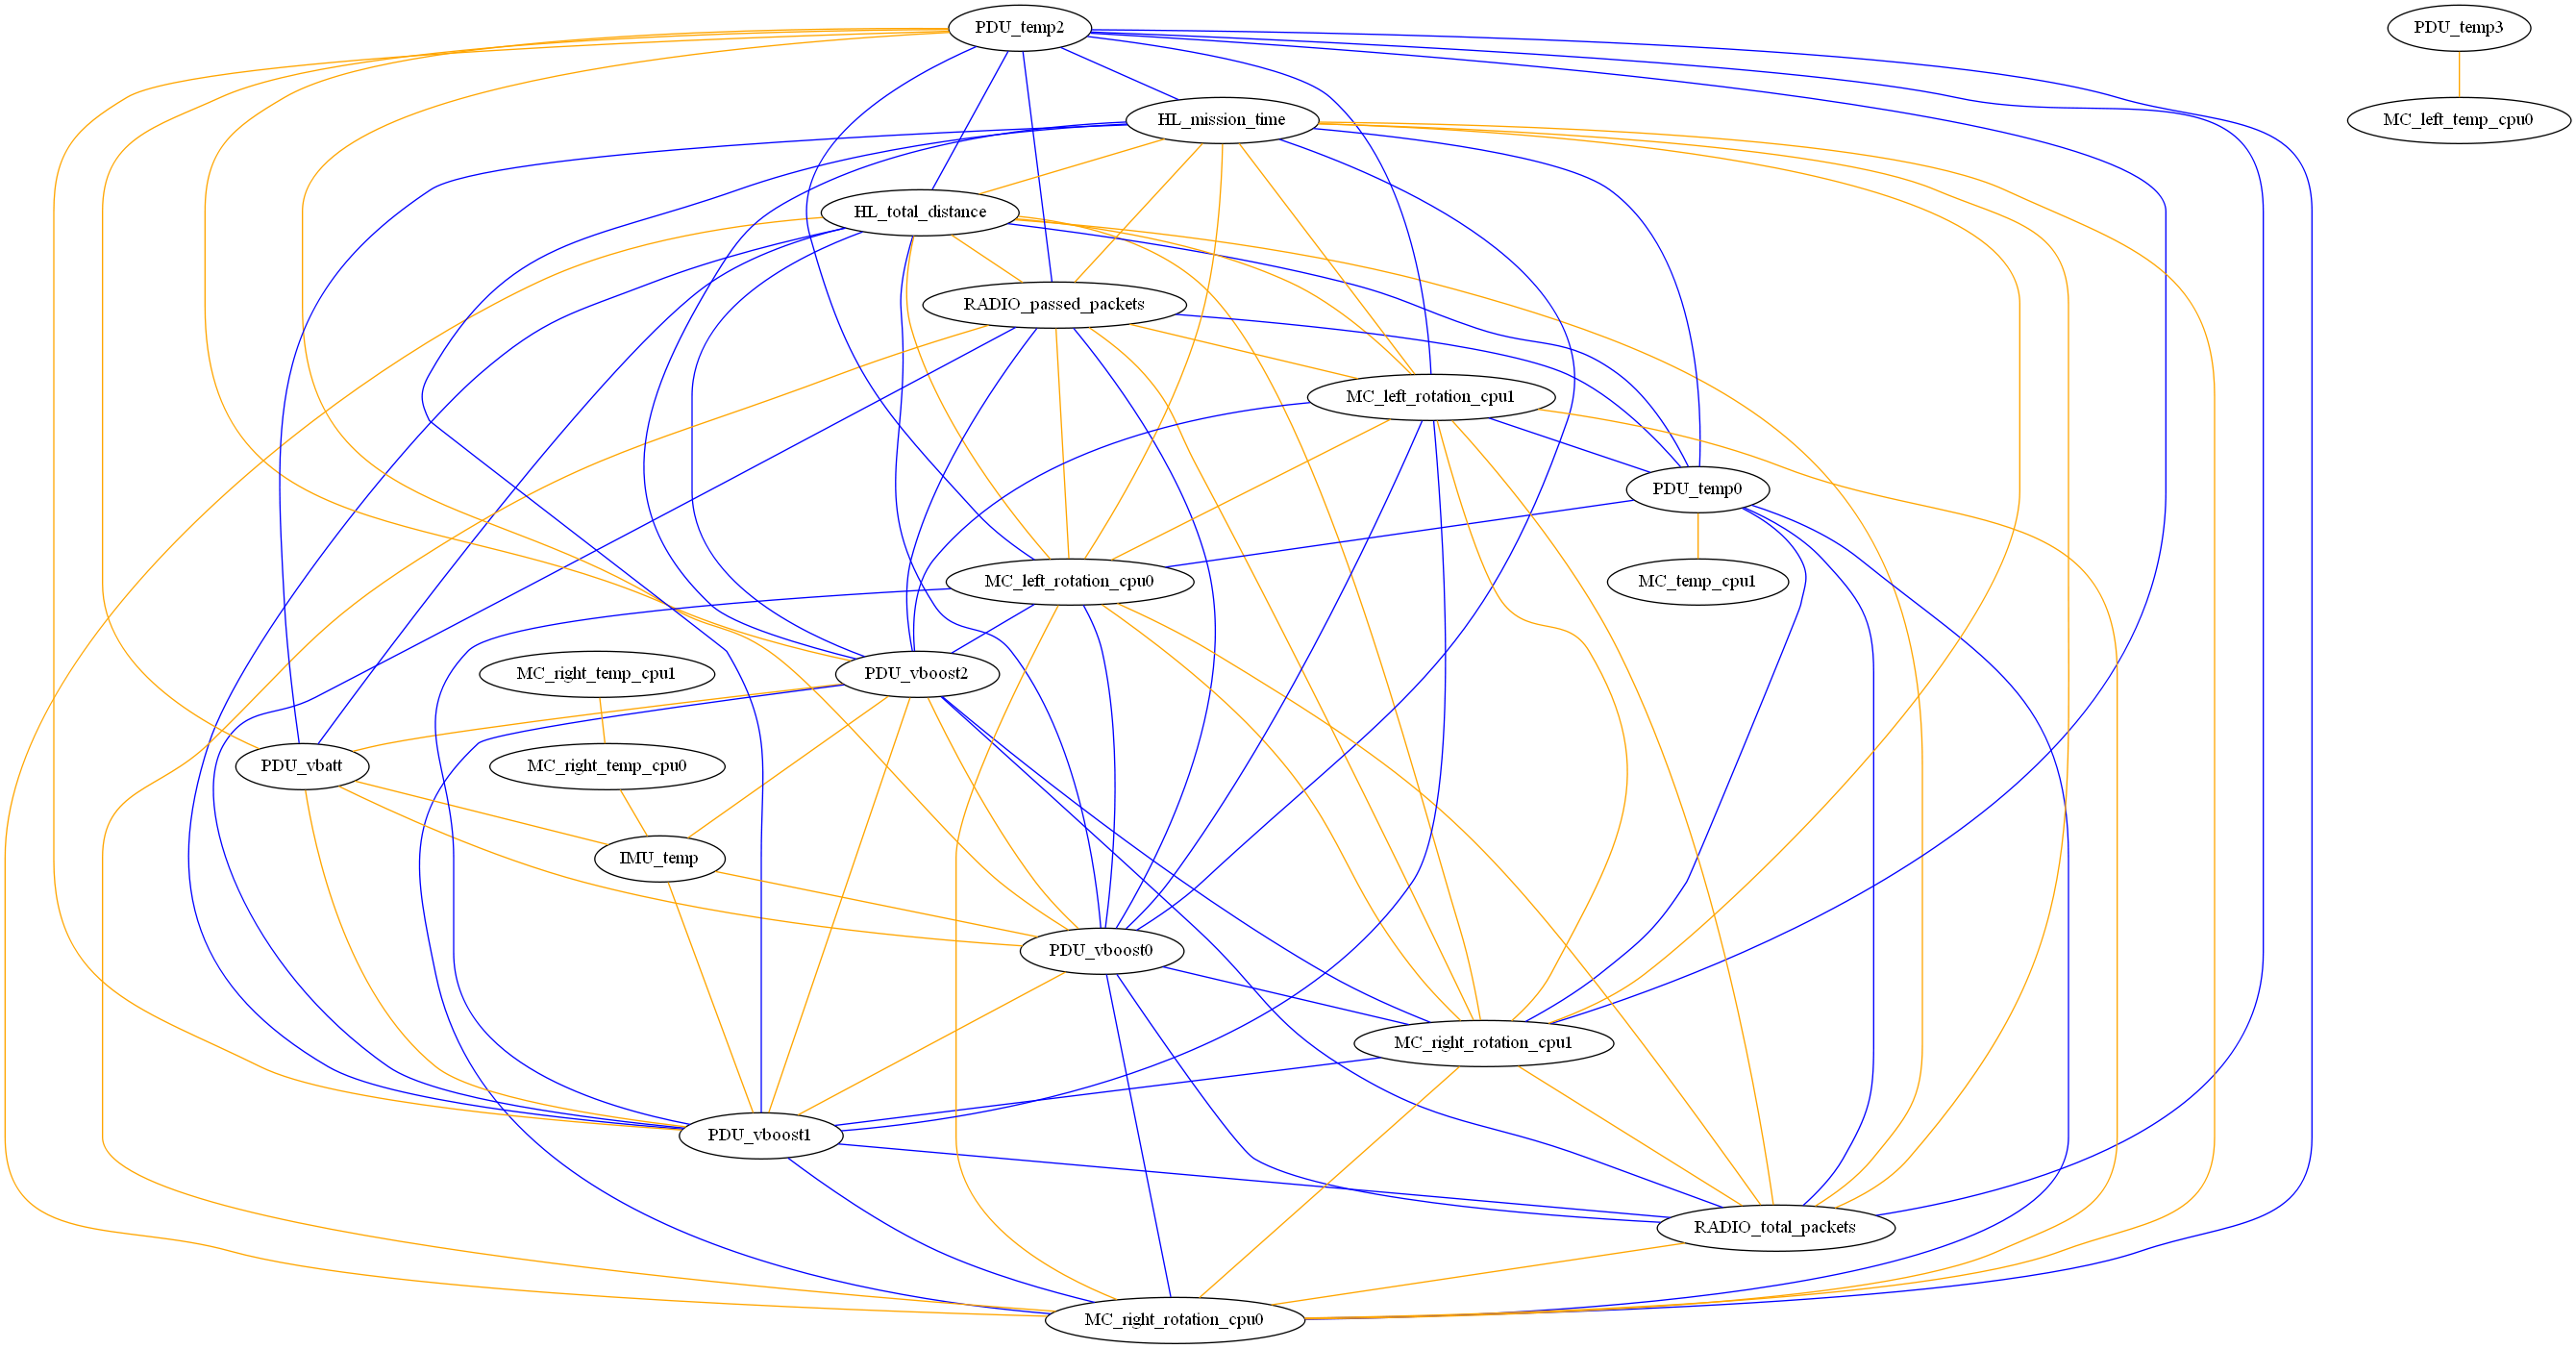 PDU_temp2
PDU_temp3
HL_mission_time
MC_left_temp_cpu0
HL_total_distance
RADIO_passed_packets
MC_left_rotation_cpu1
PDU_temp0
MC_left_rotation_cpu0
MC_temp_cpu1
MC_right_temp_cpu1
PDU_vboost2
PDU_vbatt
MC_right_temp_cpu0
IMU_temp
PDU_vboost0
MC_right_rotation_cpu1
PDU_vboost1
RADIO_total_packets
MC_right_rotation_cpu0